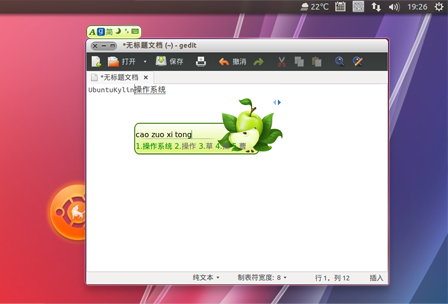 22℃ 19:26
简
*无标题文档 (~) - gedit
打开 保存 撤消
*无标题文档
UbuntuKylin操作系统
cao zuo xi tong
1.操作系统 2.操作 3.草 4. 5.
纯文本 制表符宽度: 8 行 1，列 12 插入